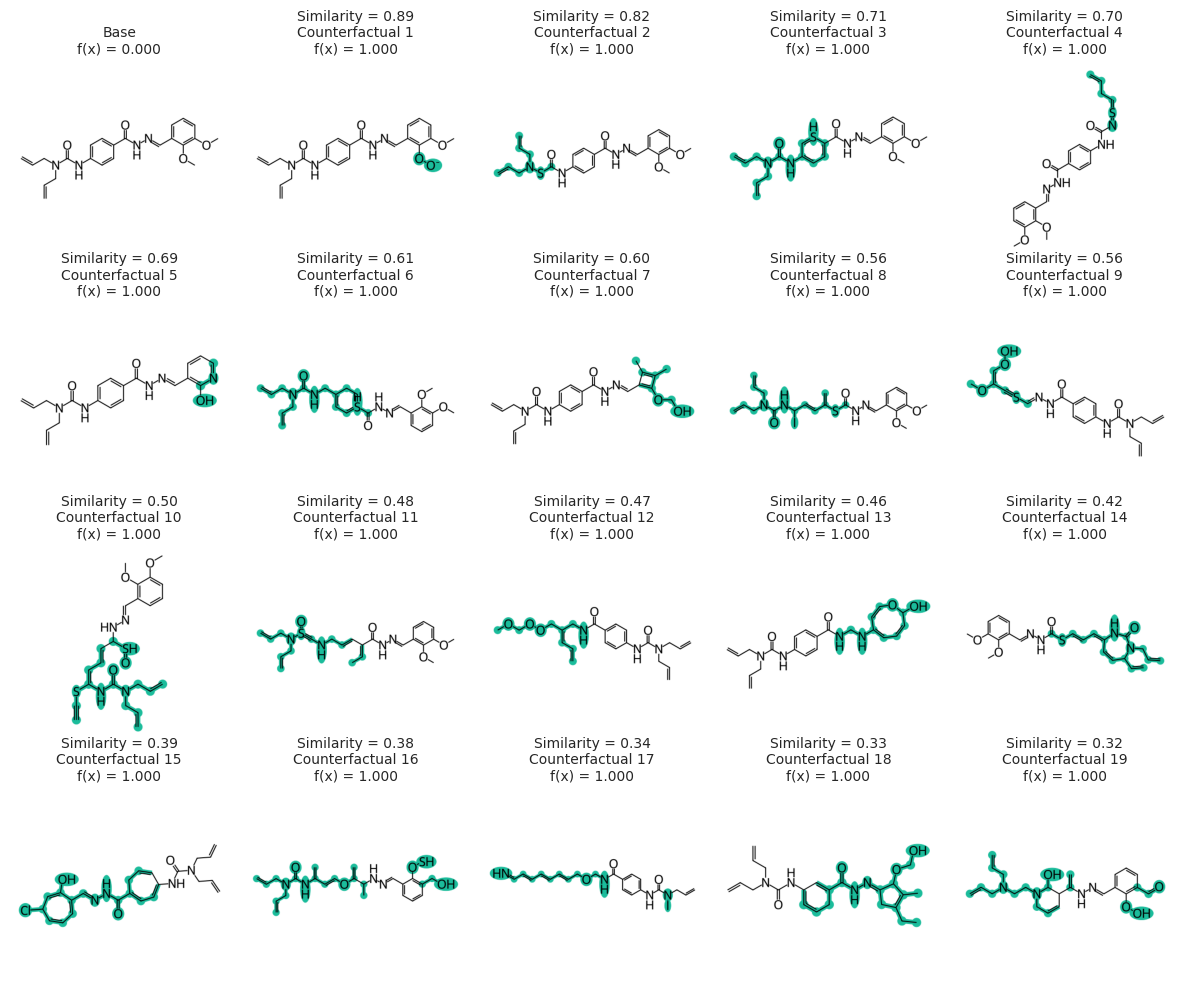 Base
f(x) = 0.000
Similarity = 0.89
Counterfactual 1
f(x) = 1.000
Similarity = 0.82
Counterfactual 2
f(x) = 1.000
Similarity = 0.71
Counterfactual 3
f(x) = 1.000
Similarity = 0.70
Counterfactual 4
f(x) = 1.000
Similarity = 0.69
Counterfactual 5
f(x) = 1.000
Similarity = 0.61
Counterfactual 6
f(x) = 1.000
Similarity = 0.60
Counterfactual 7
f(x) = 1.000
Similarity = 0.56
Counterfactual 8
f(x) = 1.000
Similarity = 0.56
Counterfactual 9
f(x) = 1.000
Similarity = 0.50
Counterfactual 10
f(x) = 1.000
Similarity = 0.48
Counterfactual 11
f(x) = 1.000
Similarity = 0.47
Counterfactual 12
f(x) = 1.000
Similarity = 0.46
Counterfactual 13
f(x) = 1.000
Similarity = 0.42
Counterfactual 14
f(x) = 1.000
Similarity = 0.39
Counterfactual 15
f(x) = 1.000
Similarity = 0.38
Counterfactual 16
f(x) = 1.000
Similarity = 0.34
Counterfactual 17
f(x) = 1.000
Similarity = 0.33
Counterfactual 18
f(x) = 1.000
Similarity = 0.32
Counterfactual 19
f(x) = 1.000